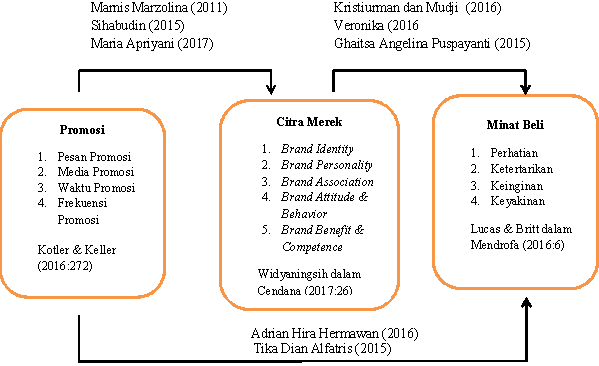 Marnis Marzolina (2011)
Sihabudin (2015)
Maria Apriyani (2017)
Kristiurman dan Mudji (2016)
Veronika (2016
Ghaitsa Angelina Puspayanti (2015)
Promosi
1. Pesan Promosi
2. Media Promosi
3. Waktu Promosi
4. Frekuensi
Promosi
Kotler & Keller
(2016:272)
Citra Merek
1. Brand Identity
2. Brand Personality
3. Brand Association
4. Brand Attitude &
Behavior
5. Brand Benefit &
Competence
Widyaningsih dalam
Cendana (2017:26)
Minat Beli
1. Perhatian
2. Ketertarikan
3. Keinginan
4. Keyakinan
Lucas & Britt dalam
Mendrofa (2016:6)
Adrian Hira Hermawan (2016)
Tika Dian Alfatris (2015)